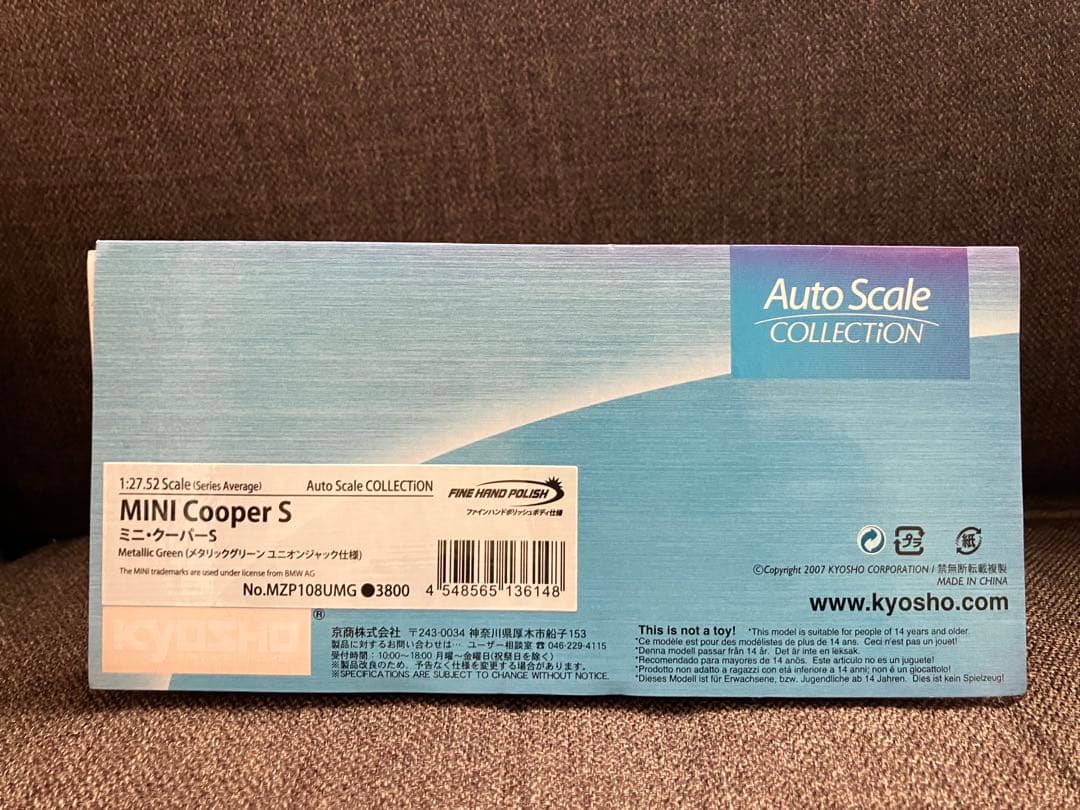 Auto Scale
COLLECTiON
1:27.52 Scale (Series Average) Auto Scale COLLECTiON
FINE HAND POLISH
ファインハンドポリッシュボディ仕様
MINI Cooper S
ミニ・クーパーS
Metallic Green (メタリックグリーン ユニオンジャック仕様)
The MINI trademarks are used under license from BMW AG
No.MZP108UMG ●3800
4 548565 136148
プラ
紙
©Copyright 2007 KYOSHO CORPORATION / 禁無断転載複製
MADE IN CHINA
www.kyosho.com
KYOSHO®
京商株式会社 〒243-0034 神奈川県厚木市船子153
製品に対するお問い合わせは… ユーザー相談室 ☎ 046-229-4115
受付時間:10:00~18:00 月曜~金曜日(祝祭日を除く)
※製品改良のため、予告なく仕様を変更する場合があります。
※SPECIFICATIONS ARE SUBJECT TO CHANGE WITHOUT NOTICE.
This is not a toy! *This model is suitable for people of 14 years and older.
*Ce modèle est pour des modélistes de plus de 14 ans. Ceci n'est pas un jouet!
*Denna modell passar från 14 år. Det är inte en leksak.
*Recomendado para mayores de 14 anõs. Este articulo no es un juguete!
*Prodotto non adatto a ragazzi con età inferiore a 14 anni; non é un giocattolo!
*Dieses Modell ist für Erwachsene, bzw. Jugendliche ab 14 Jahren. Dies ist kein Spielzeug!